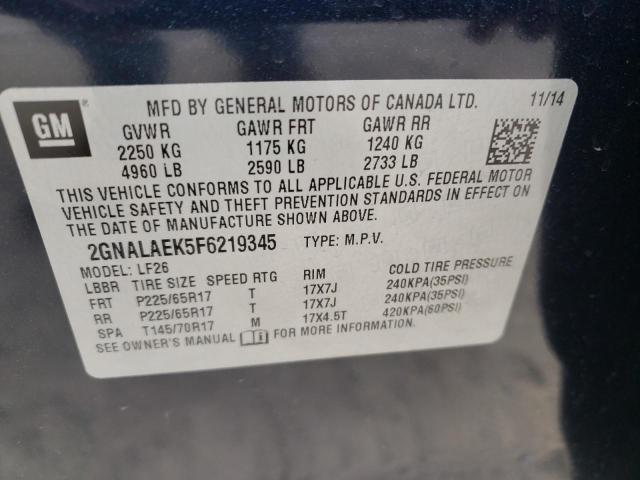 GM
MFD BY GENERAL MOTORS OF CANADA LTD. 11/14
GVWR GAWR FRT GAWR RR
2250 KG 1175 KG 1240 KG
4960 LB 2590 LB 2733 LB
THIS VEHICLE CONFORMS TO ALL APPLICABLE U.S. FEDERAL MOTOR
VEHICLE SAFETY AND THEFT PREVENTION STANDARDS IN EFFECT ON
THE DATE OF MANUFACTURE SHOWN ABOVE.
2GNALAEK5F6219345 TYPE: M.P.V.
MODEL: LF26
LBBR TIRE SIZE SPEED RTG RIM COLD TIRE PRESSURE
FRT P225/65R17 T 17X7J 240KPA(35PSI)
RR P225/65R17 T 17X7J 240KPA(35PSI)
SPA T145/70R17 M 17X4.5T 420KPA(60PSI)
SEE OWNER'S MANUAL FOR MORE INFORMATION.